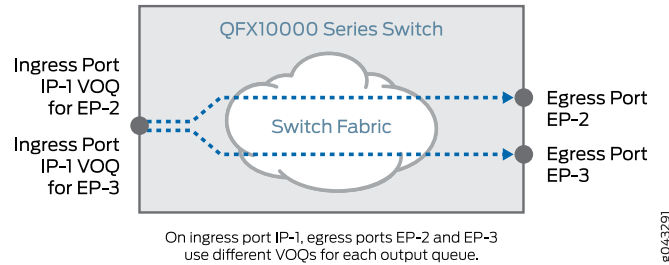 QFX10000 Series Switch
Ingress Port
IP-1 VOQ
for EP-2
Ingress Port
IP-1 VOQ
for EP-3
Switch Fabric
Egress Port
EP-2
Egress Port
EP-3
On ingress port IP-1, egress ports EP-2 and EP-3
use different VOQs for each output queue.
g043291